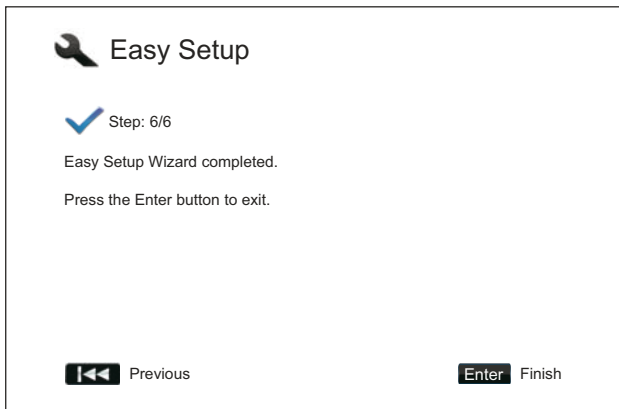 Easy Setup
Step: 6/6
Easy Setup Wizard completed.
Press the Enter button to exit.
Previous
Enter Finish